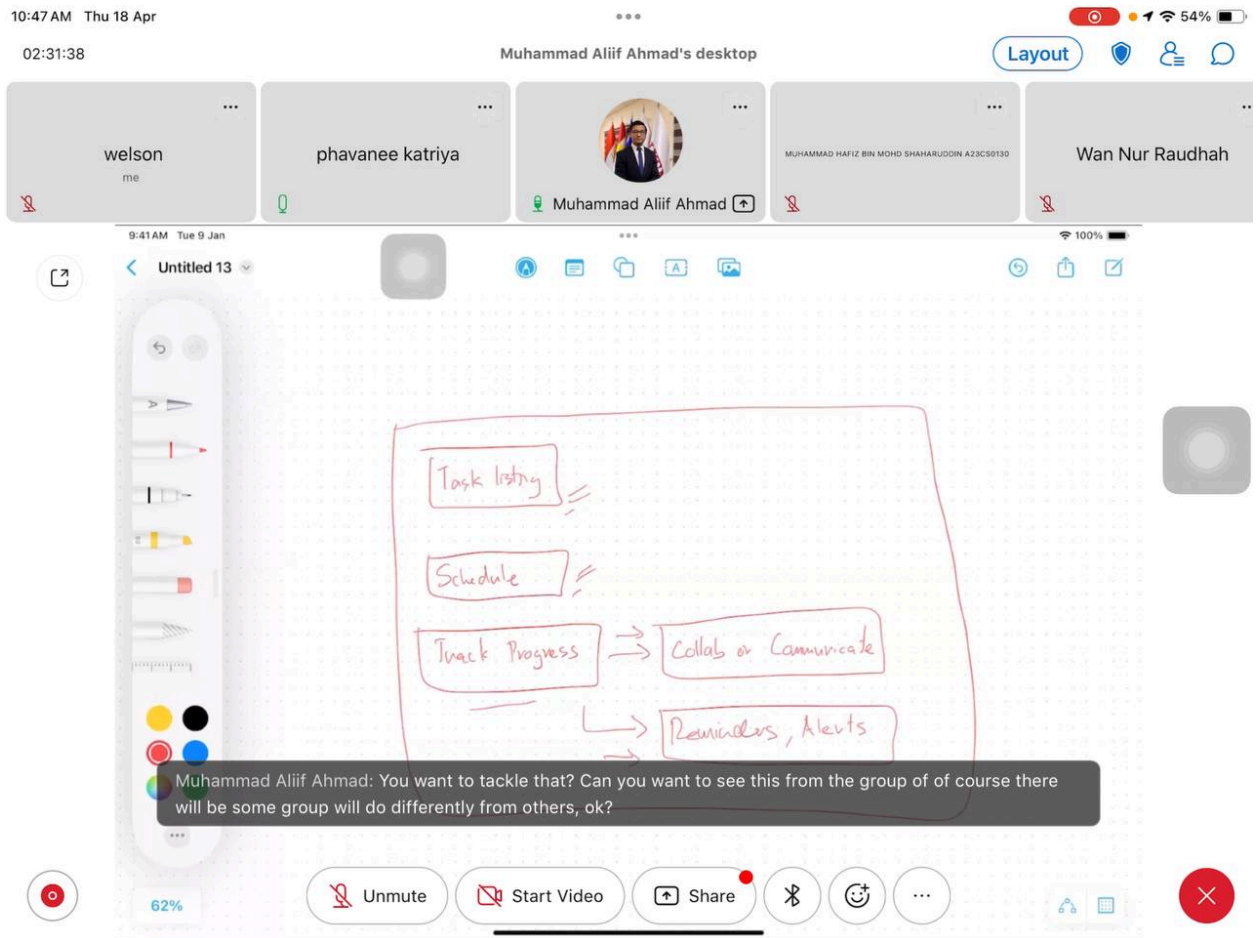 10:47 AM Thu 18 Apr
54%
02:31:38
Muhammad Aliif Ahmad's desktop
Layout
welson
me
phavanee katriya
Muhammad Aliif Ahmad
MUHAMMAD HAFIZ BIN MOHD SHAHARUDDIN A23CS0130
Wan Nur Raudhah
9:41 AM Tue 9 Jan
100%
Untitled 13
A
Task listing
Schedule
Track Progress
Collab or Communicate
Reminders, Alerts
Muhammad Aliif Ahmad: You want to tackle that? Can you want to see this from the group of of course there
will be some group will do differently from others, ok?
62%
Unmute
Start Video
Share